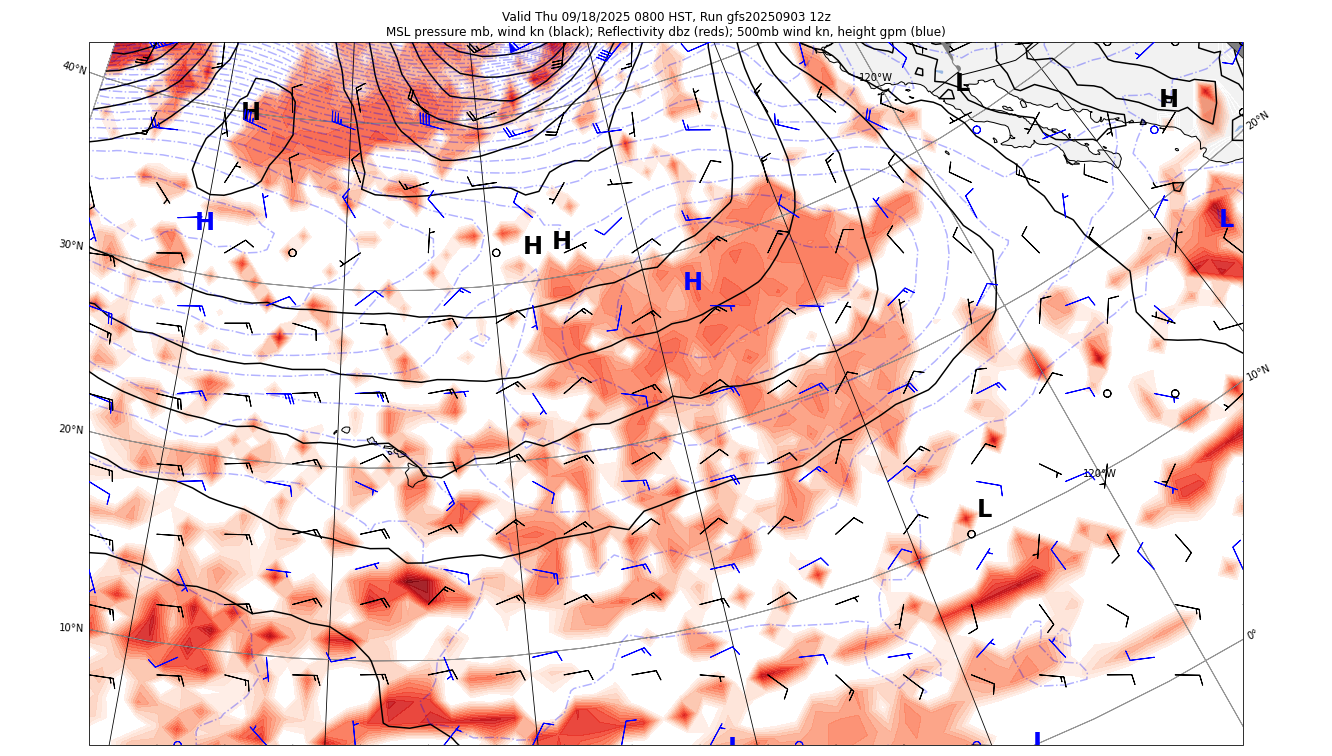 Valid Thu 09/18/2025 0800 HST, Run gfs20250903 12z
MSL pressure mb, wind kn (black); Reflectivity dbz (reds); 500mb wind kn, height gpm (blue)
40°N
120°W
L
H
H
20°N
H
L
30°N
H
H
H
10°N
20°N
120°W
L
10°N
0°
L
L